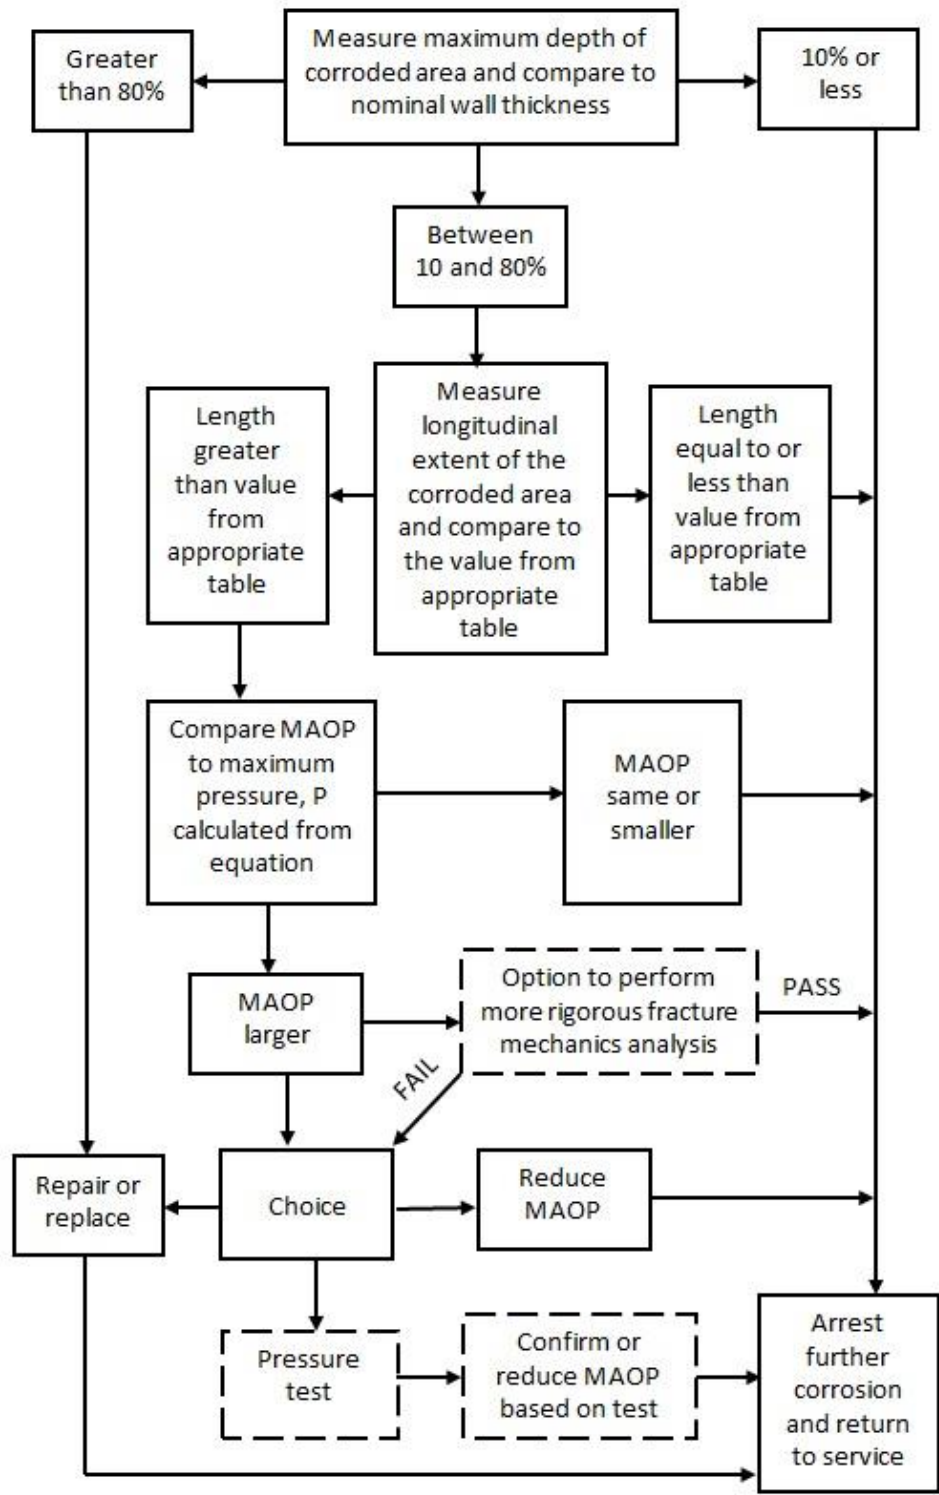 Measure maximum depth of
corroded area and compare to
nominal wall thickness
Greater
than 80%
10% or
less
Between
10 and 80%
Measure
longitudinal
extent of the
corroded area
and compare to
the value from
appropriate
table
Length
greater
than value
from
appropriate
table
Length
equal to or
less than
value from
appropriate
table
Compare MAOP
to maximum
pressure, P
calculated from
equation
MAOP
same or
smaller
MAOP
larger
Option to perform
more rigorous fracture
mechanics analysis
PASS
FAIL
Repair or
replace
Choice
Reduce
MAOP
Pressure
test
Confirm or
reduce MAOP
based on test
Arrest
further
corrosion
and return
to service